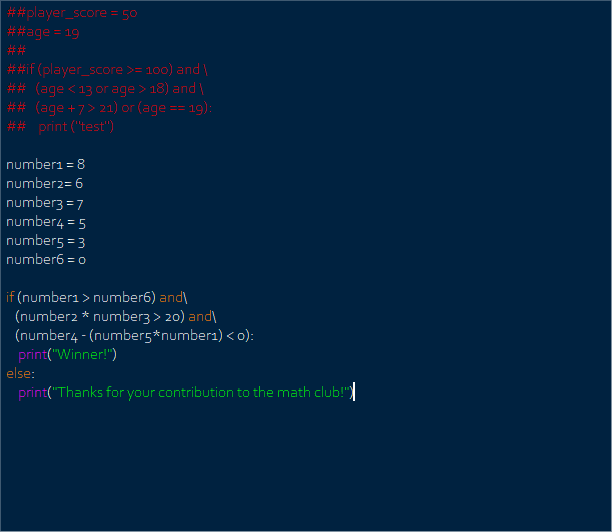 ##player_score = 50
##age = 19
##
##if (player_score >= 100) and \
##   (age < 13 or age > 18) and \
##   (age + 7 > 21) or (age == 19):
##    print ("test")

number1 = 8
number2= 6
number3 = 7
number4 = 5
number5 = 3
number6 = 0

if (number1 > number6) and\
   (number2 * number3 > 20) and\
   (number4 - (number5*number1) < 0):
    print("Winner!")
else:
    print("Thanks for your contribution to the math club!")